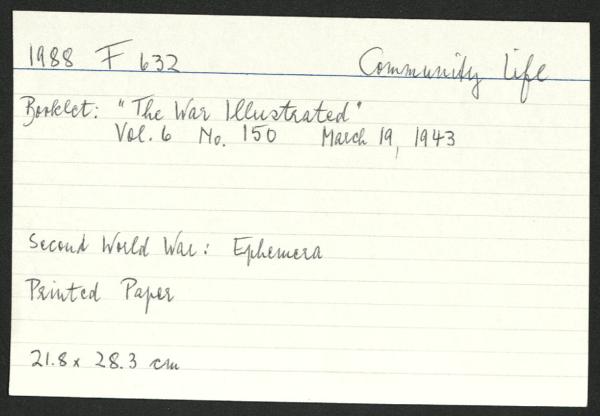 1988 F 632 Community Life
Booklet: "The War Illustrated"
Vol. 6 No. 150 March 19, 1943
Second World War: Ephemera
Printed Paper
21.8 x 28.3 cm